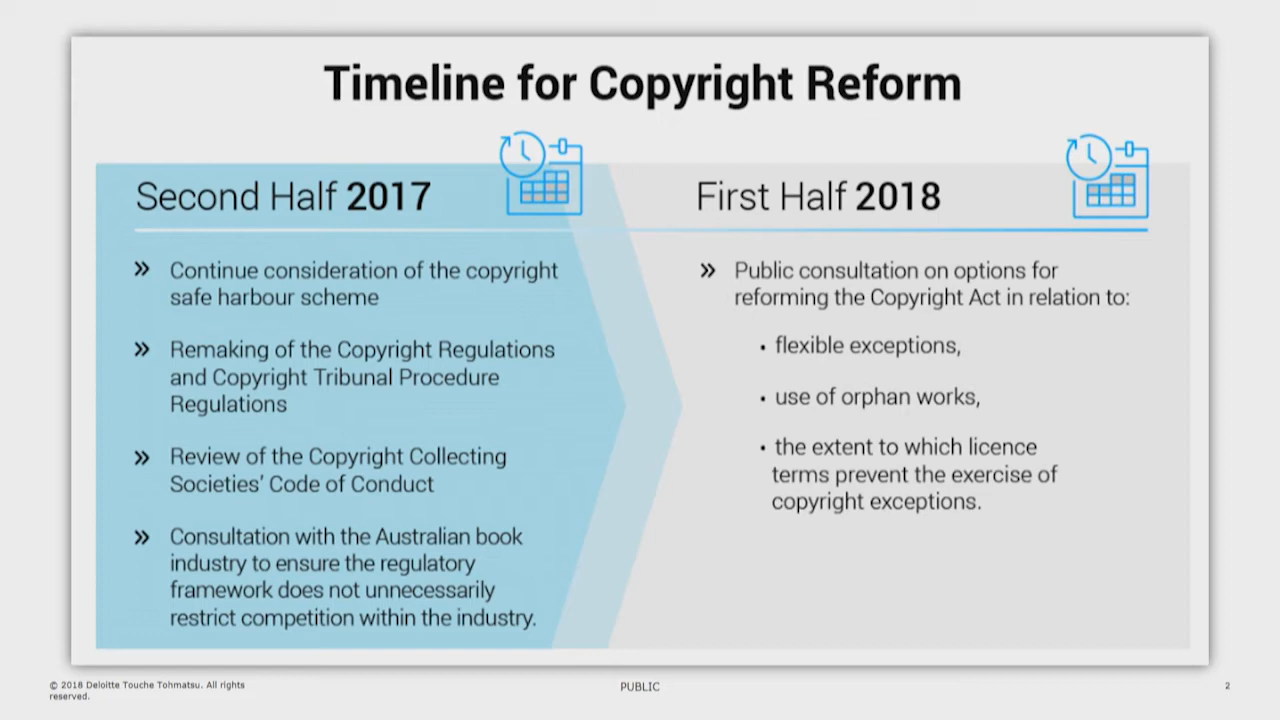 Timeline for Copyright Reform
Second Half 2017
» Continue consideration of the copyright
safe harbour scheme
» Remaking of the Copyright Regulations
and Copyright Tribunal Procedure
Regulations
» Review of the Copyright Collecting
Societies' Code of Conduct
» Consultation with the Australian book
industry to ensure the regulatory
framework does not unnecessarily
restrict competition within the industry.
First Half 2018
» Public consultation on options for
reforming the Copyright Act in relation to:
• flexible exceptions,
• use of orphan works,
• the extent to which licence
terms prevent the exercise of
copyright exceptions.
© 2018 Deloitte Touche Tohmatsu. All rights
reserved.
PUBLIC
2